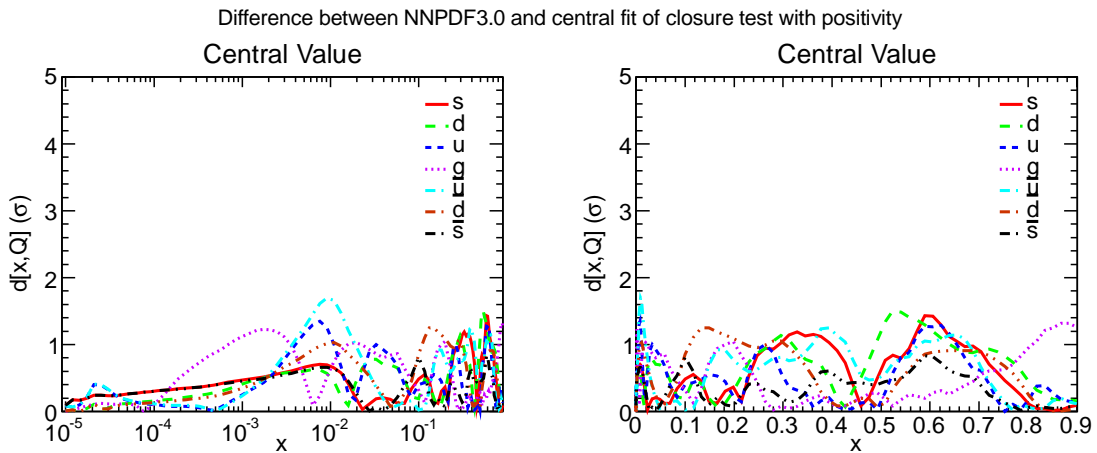 Difference between NNPDF3.0 and central fit of closure test with positivity
Central Value
d[x,Q] (σ)
5
4
3
2
1
0
s
d
u
g
u̅
d̅
s̅
10⁻⁵ 10⁻⁴ 10⁻³ 10⁻² 10⁻¹
x
Central Value
d[x,Q] (σ)
5
4
3
2
1
0
s
d
u
g
u̅
d̅
s̅
0 0.1 0.2 0.3 0.4 0.5 0.6 0.7 0.8 0.9
x